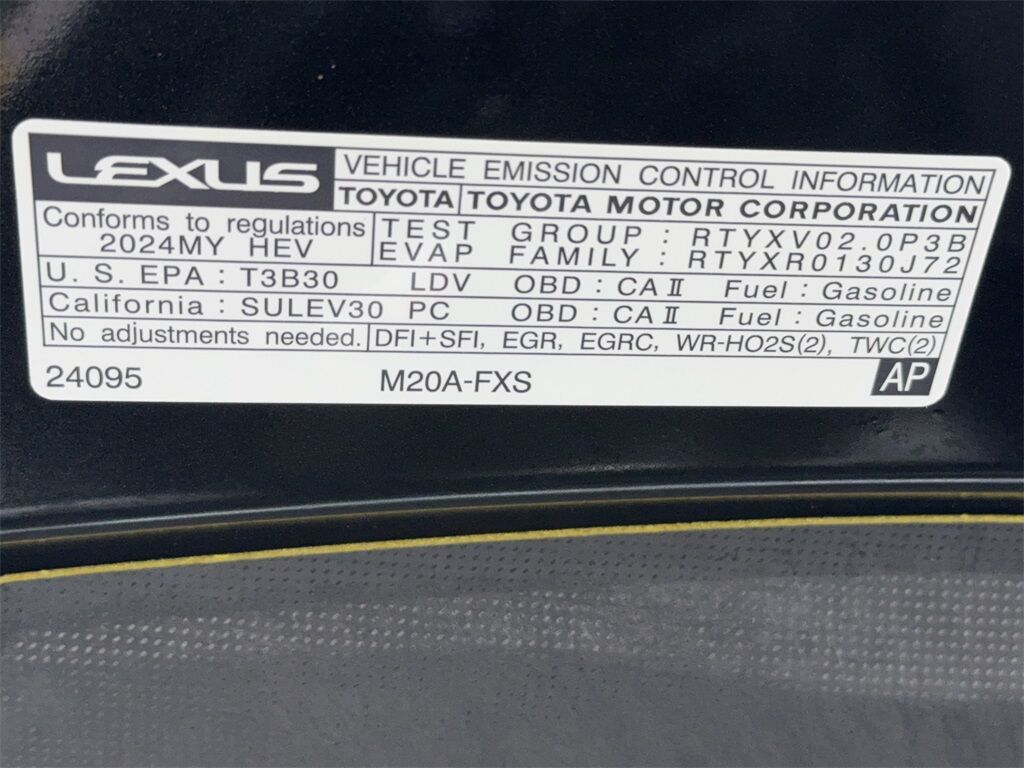 LEXUS VEHICLE EMISSION CONTROL INFORMATION
TOYOTA TOYOTA MOTOR CORPORATION
Conforms to regulations TEST GROUP : RTYXV02.0P3B
2024MY HEV EVAP FAMILY : RTYXR0130J72
U. S. EPA : T3B30 LDV OBD : CA II Fuel : Gasoline
California : SULEV30 PC OBD : CA II Fuel : Gasoline
No adjustments needed. DFI+SFI, EGR, EGRC, WR-HO2S(2), TWC(2)
24095 M20A-FXS AP